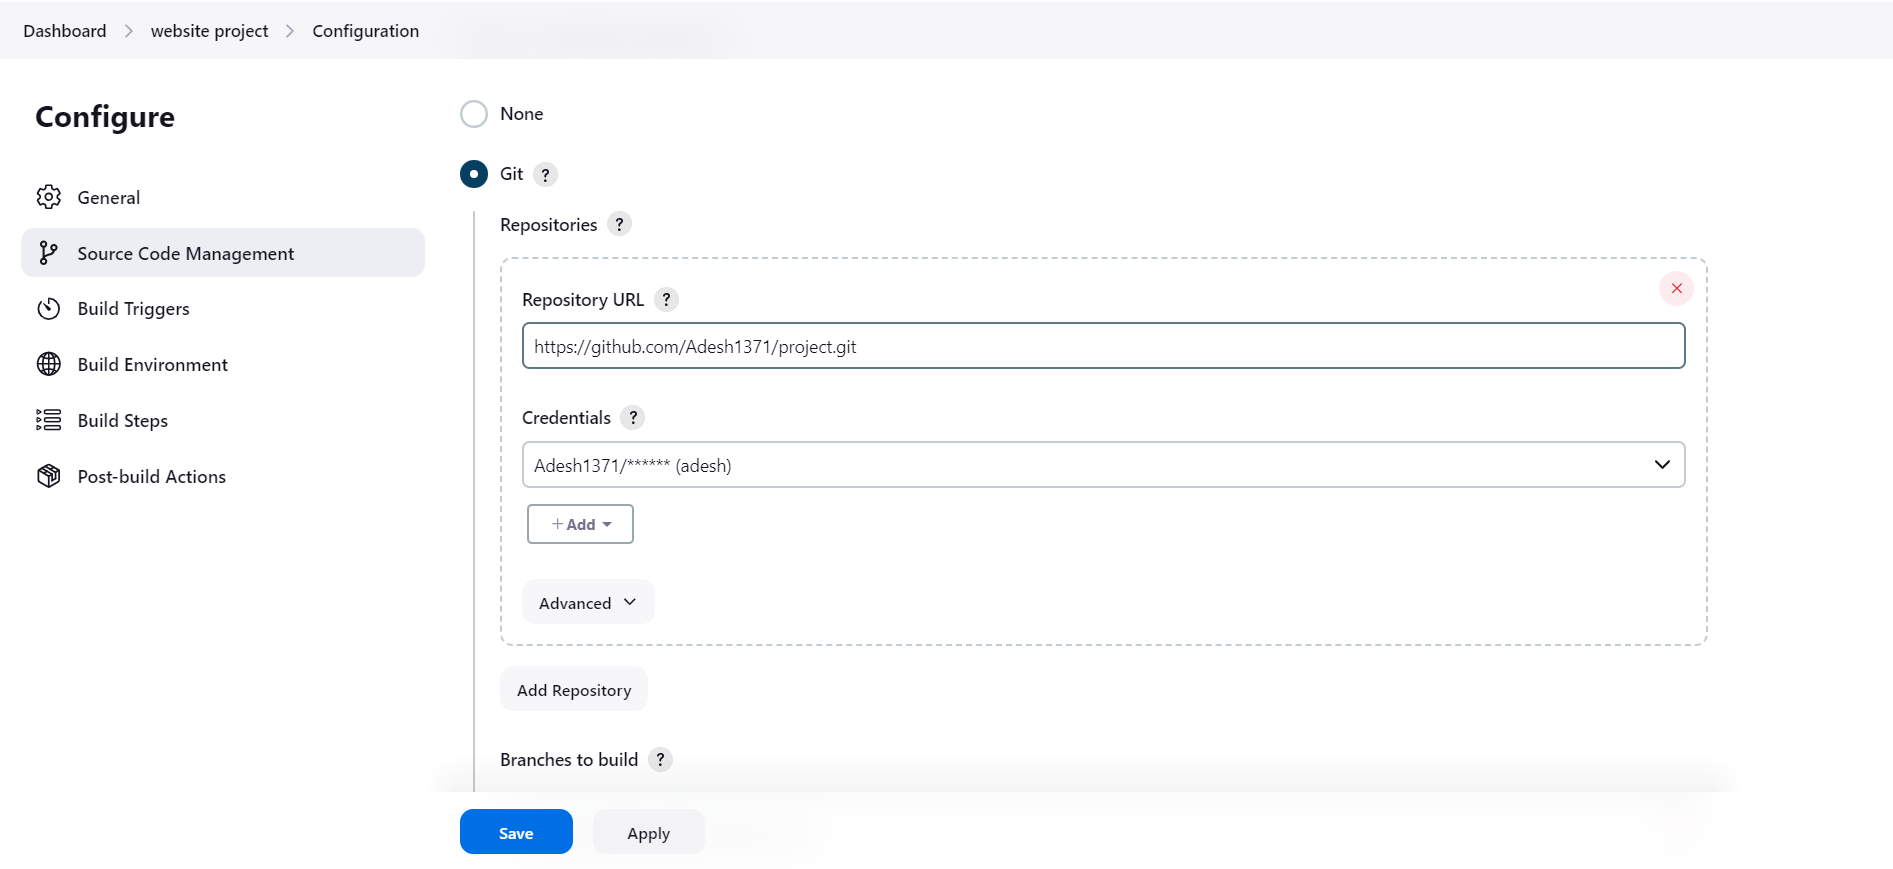 Dashboard > website project > Configuration
Configure
General
Source Code Management
Build Triggers
Build Environment
Build Steps
Post-build Actions
None
Git ?
Repositories ?
Repository URL ?
https://github.com/Adesh1371/project.git
Credentials ?
Adesh1371/****** (adesh)
+ Add
Advanced
Add Repository
Branches to build ?
Save
Apply